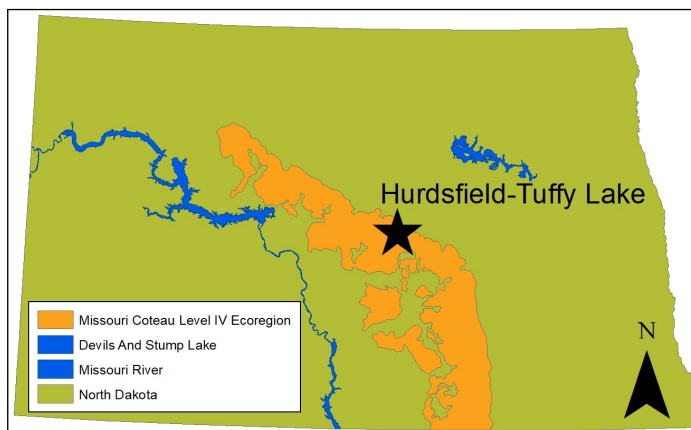 Hurdsfield-Tuffy Lake
Missouri Coteau Level IV Ecoregion
Devils And Stump Lake
Missouri River
North Dakota
N